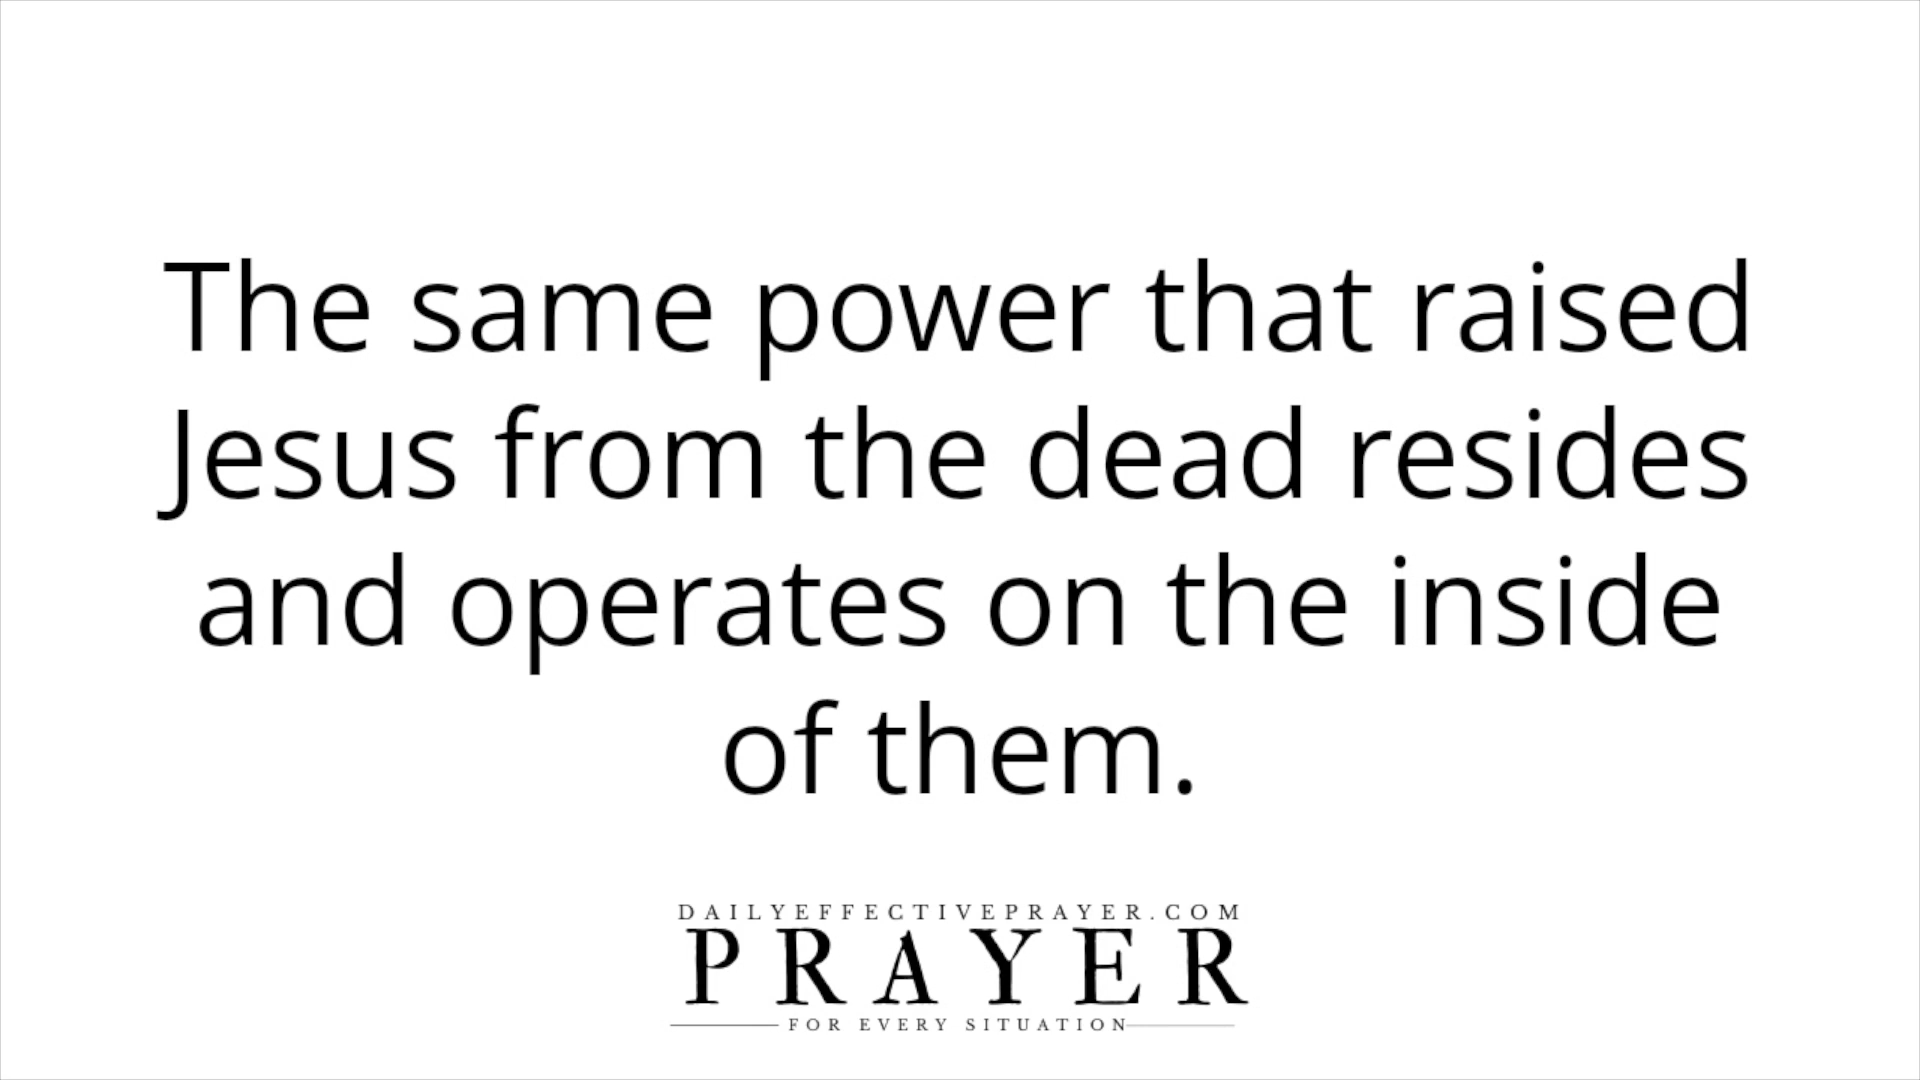 The same power that raised
Jesus from the dead resides
and operates on the inside
of them.
DAILYEFFECTIVEPRAYER.COM
PRAYER
FOR EVERY SITUATION